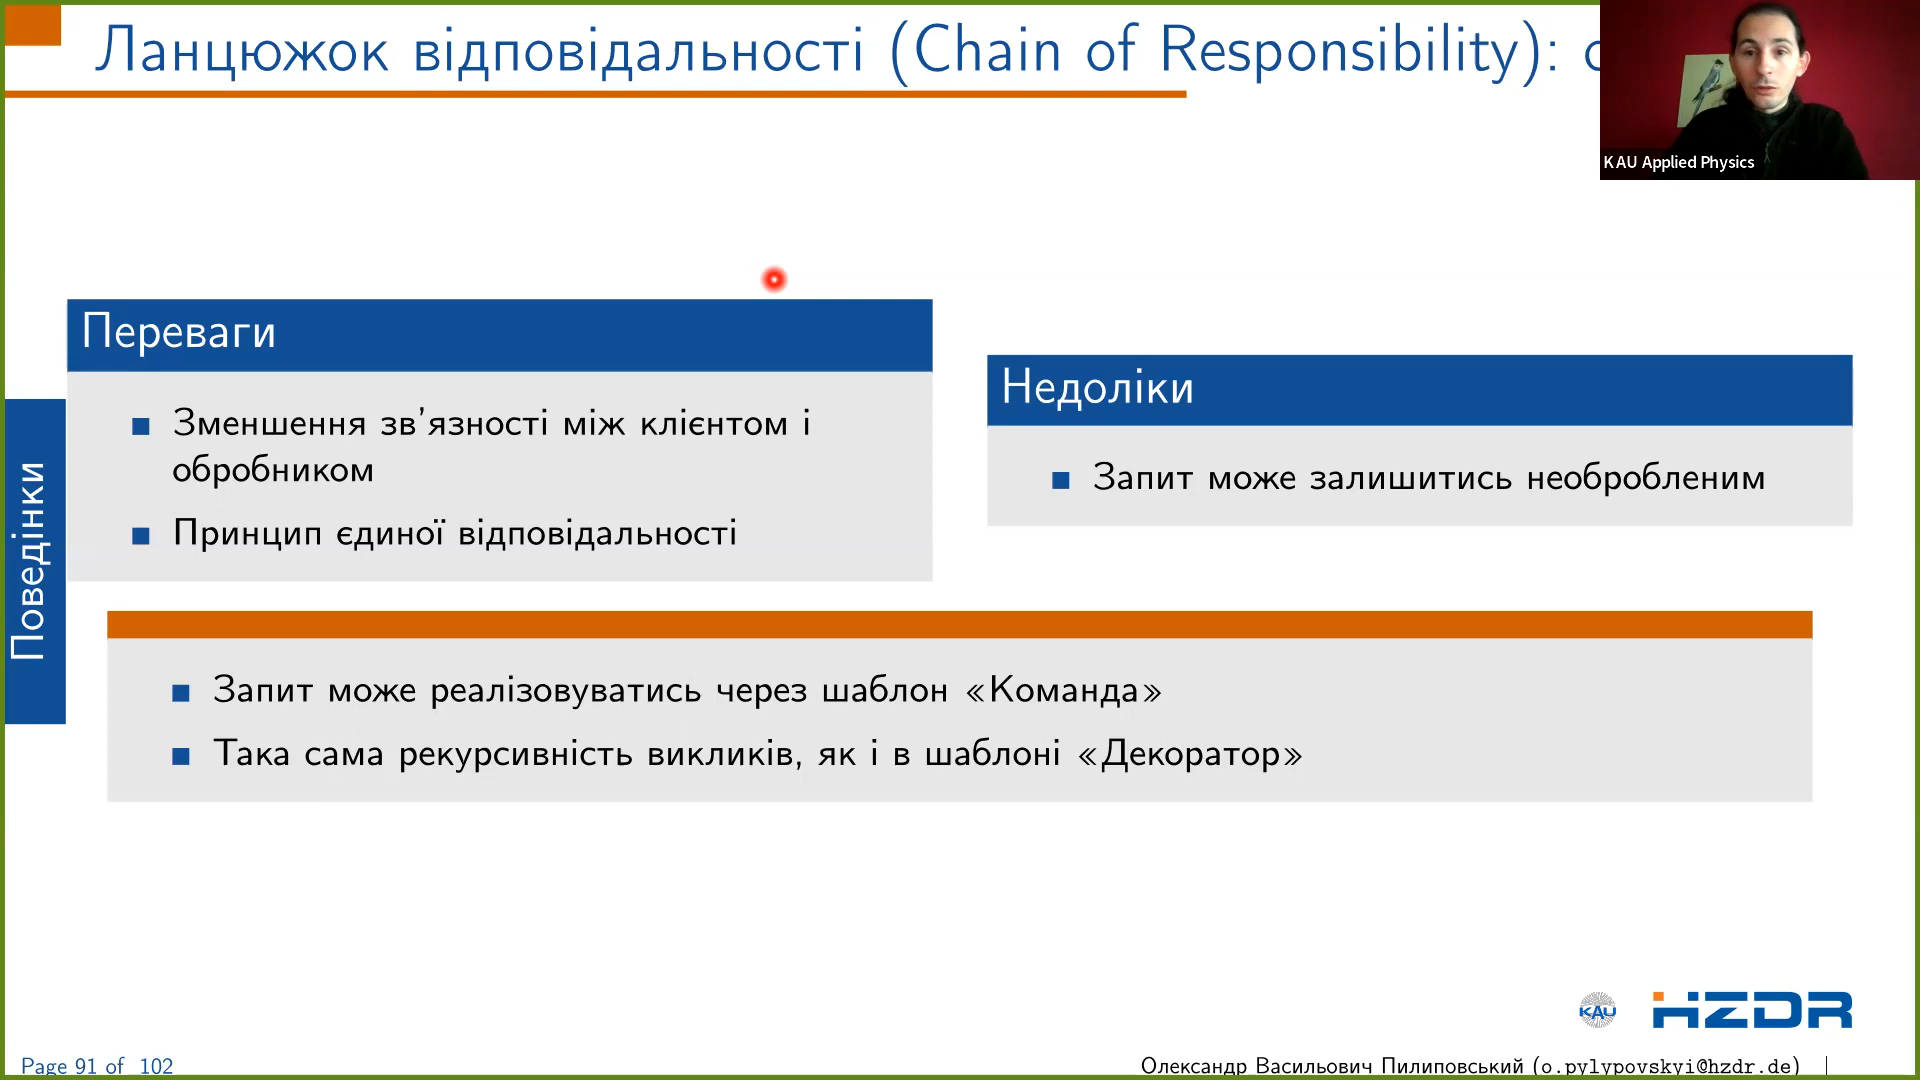 Ланцюжок відповідальності (Chain of Responsibility):
KAU Applied Physics
Переваги
Зменшення зв’язності між клієнтом і
обробником
Принцип єдиної відповідальності
Недоліки
Запит може залишитись необробленим
Поведінки
Запит може реалізовуватись через шаблон «Команда»
Така сама рекурсивність викликів, як і в шаблоні «Декоратор»
KAU
HZDR
Page 91 of 102
Олександр Васильович Пилиповський (o.pylypovskyi@hzdr.de)